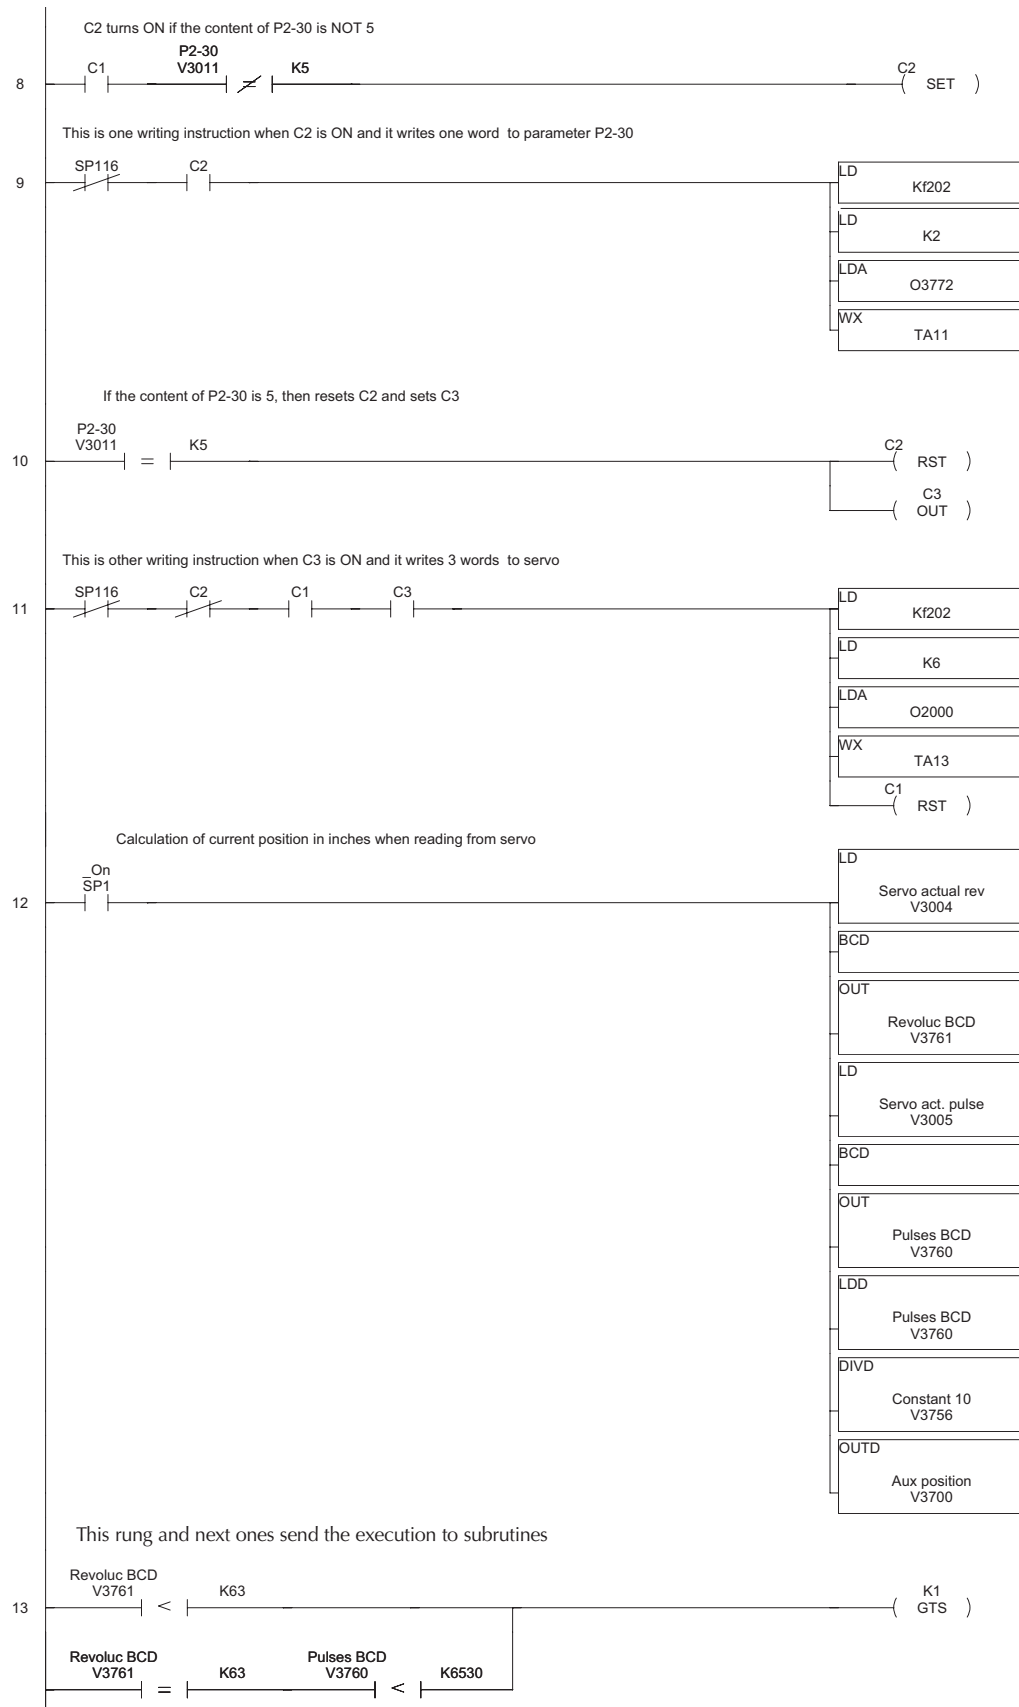 C2 turns ON if the content of P2-30 is NOT 5
P2-30
C1 V3011 ≠ K5 C2
8 SET
This is one writing instruction when C2 is ON and it writes one word to parameter P2-30
SP116 C2
9 LD
Kf202
LD
K2
LDA
O3772
WX
TA11
If the content of P2-30 is 5, then resets C2 and sets C3
P2-30
V3011 K5 C2
10 = RST
C3
OUT
This is other writing instruction when C3 is ON and it writes 3 words to servo
SP116 C2 C1 C3
11 LD
Kf202
LD
K6
LDA
O2000
WX
TA13
C1
RST
Calculation of current position in inches when reading from servo
_On
SP1
12 LD
Servo actual rev
V3004
BCD
OUT
Revoluc BCD
V3761
LD
Servo act. pulse
V3005
BCD
OUT
Pulses BCD
V3760
LDD
Pulses BCD
V3760
DIVD
Constant 10
V3756
OUTD
Aux position
V3700
This rung and next ones send the execution to subrutines
Revoluc BCD
V3761 K63 K1
13 < GTS
Revoluc BCD Pulses BCD
V3761 K63 V3760 K6530
= <